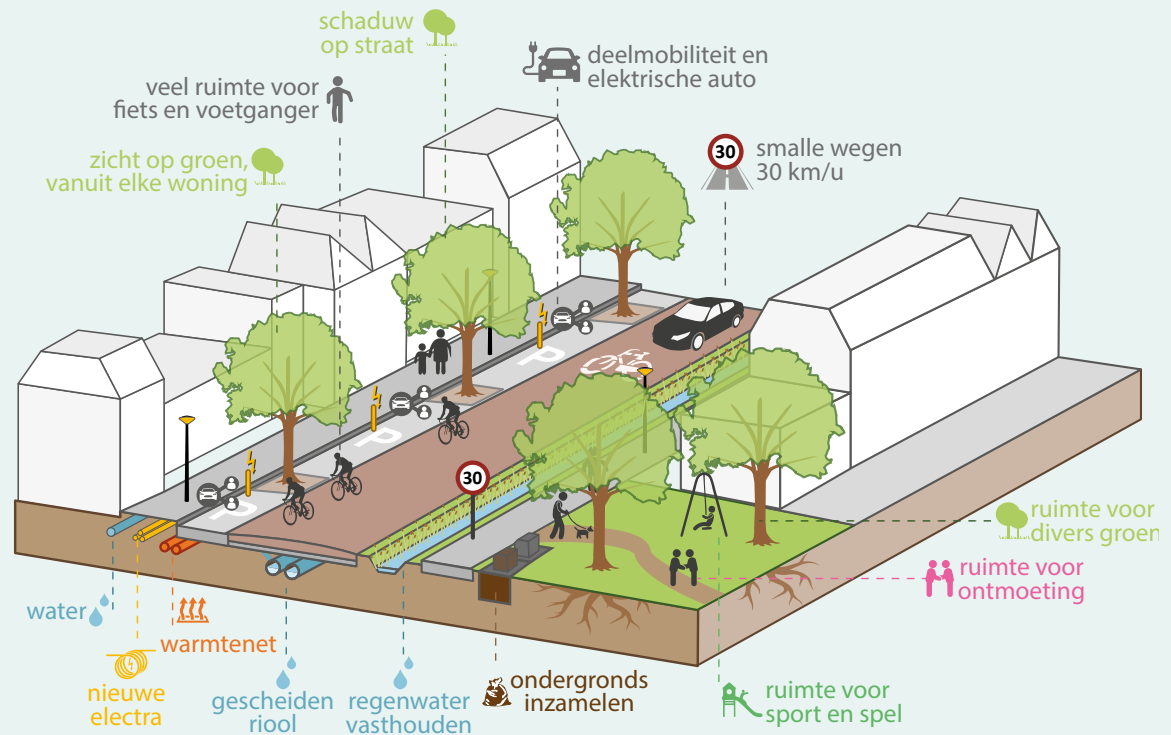 schaduw
op straat
deelmobiliteit en
elektrische auto
veel ruimte voor
fiets en voetganger
30
smalle wegen
30 km/u
zicht op groen,
vanuit elke woning
P
P
P
P
30
ruimte voor
divers groen
ruimte voor
ontmoeting
water
warmtenet
nieuwe
electra
gescheiden
riool
regenwater
vasthouden
ondergronds
inzamelen
ruimte voor
sport en spel